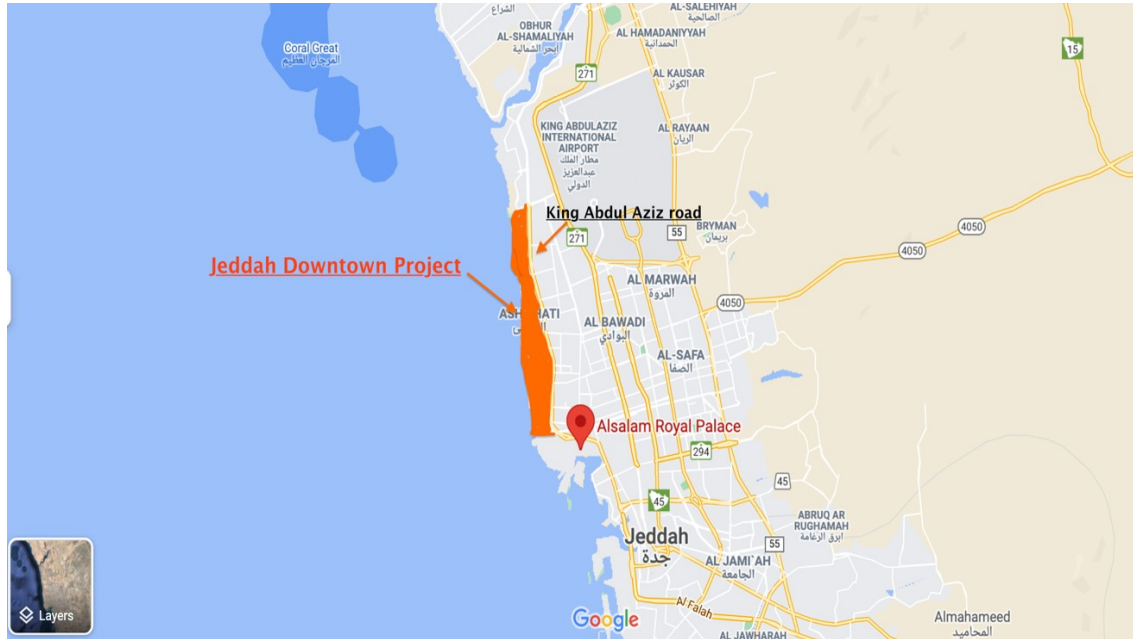 الشراع
OBHUR
AL-SHAMALIYAH
ابحر الشمالية
AL-SALEHIYAH
الصالحية
AL HAMADANIYYAH
الحمدانية
15
Coral Great
المرجان العظيم
271
AL KAUSAR
الكوثر
KING ABDULAZIZ
INTERNATIONAL
AIRPORT
مطار الملك
عبدالعزيز
الدولي
AL RAYAAN
الريان
King Abdul Aziz road
271
55
BRYMAN
بريمان
4050
4050
Jeddah Downtown Project
AL MARWAH
المروة
4050
AL BAWADI
البوادي
AL-SAFA
الصفا
Alsalam Royal Palace
294
45
45
ABRUQ AR
RUGHAMAH
ابرق الرغامة
Jeddah
جدة
55
AL JAMI`AH
الجامعة
Layers
Google
Al Falah
Almahameed
المحاميد
AL JAWHARAH